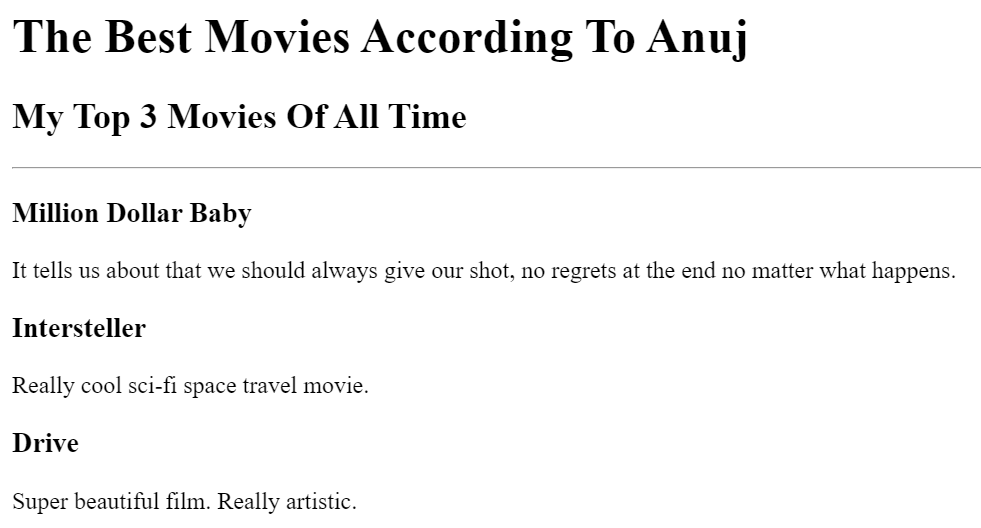 The Best Movies According To Anuj
My Top 3 Movies Of All Time
Million Dollar Baby
It tells us about that we should always give our shot, no regrets at the end no matter what happens.
Intersteller
Really cool sci-fi space travel movie.
Drive
Super beautiful film. Really artistic.